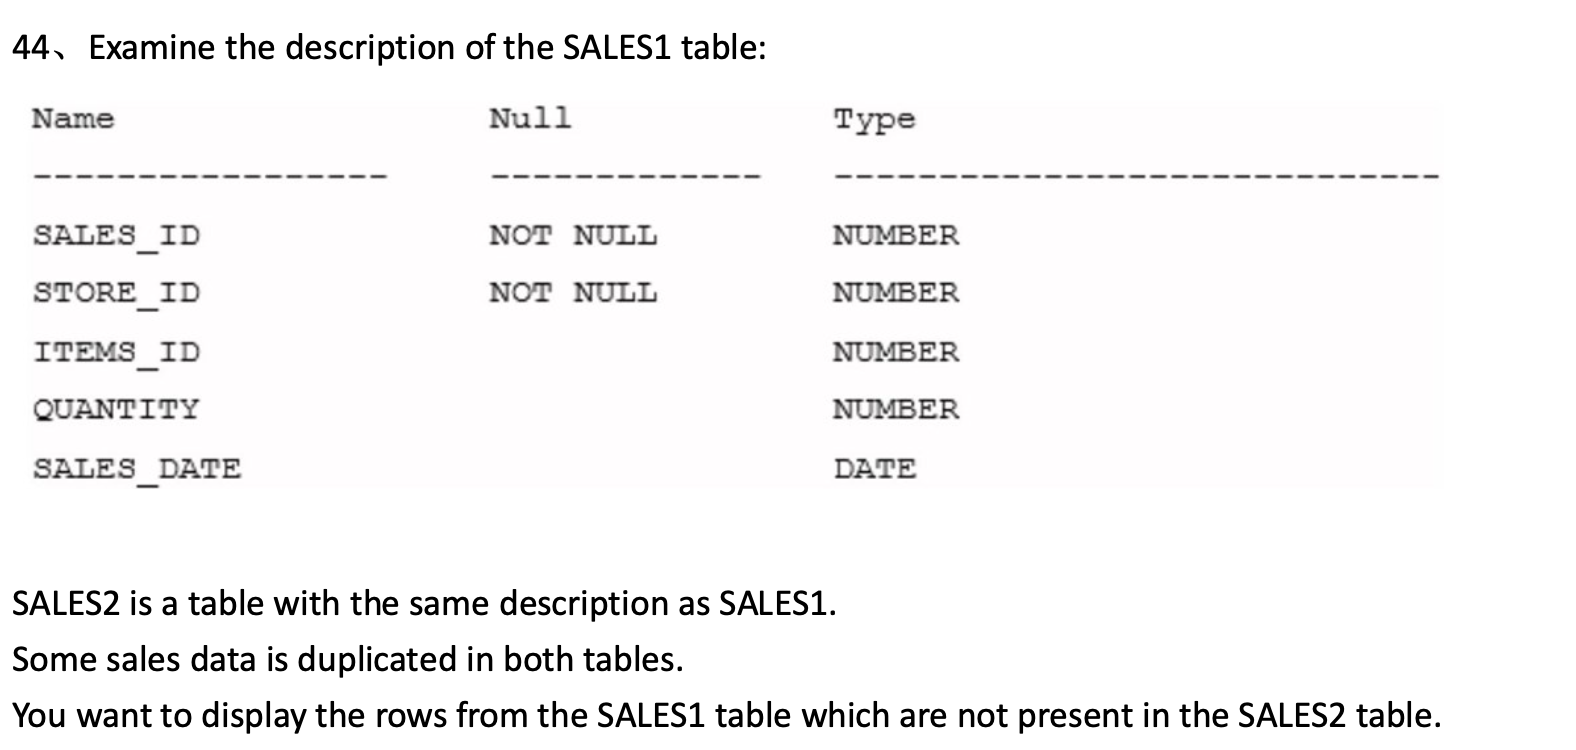 44、 Examine the description of the SALES1 table:
Name Null Type
----------------- ------------- -----------------------------
SALES_ID NOT NULL NUMBER
STORE_ID NOT NULL NUMBER
ITEMS_ID NUMBER
QUANTITY NUMBER
SALES_DATE DATE
SALES2 is a table with the same description as SALES1.
Some sales data is duplicated in both tables.
You want to display the rows from the SALES1 table which are not present in the SALES2 table.